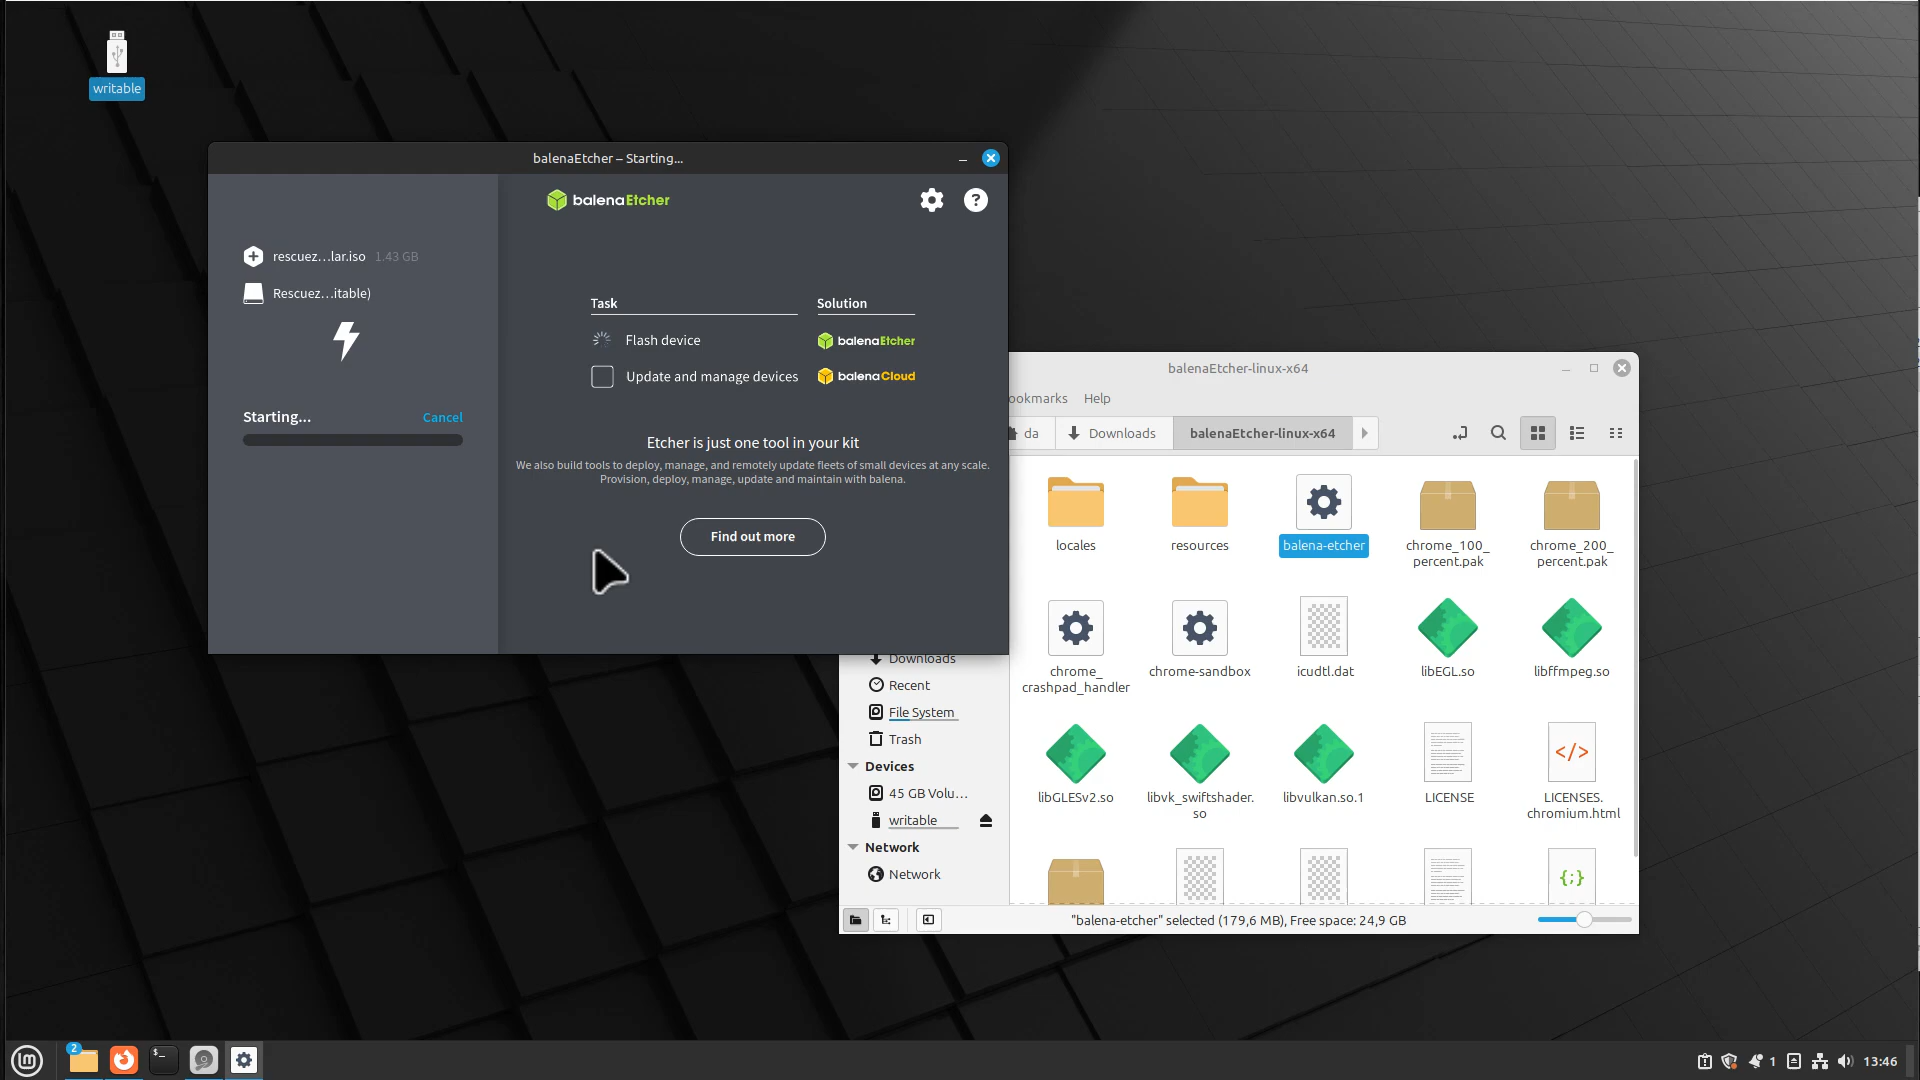 writable
balenaEtcher – Starting...
balenaEtcher
?
rescuez...lar.iso 1.43 GB
Rescuez...itable)
Starting... Cancel
Task Solution
Flash device balenaEtcher
Update and manage devices balenaCloud
Etcher is just one tool in your kit
We also build tools to deploy, manage, and remotely update fleets of small devices at any scale.
Provision, deploy, manage, update and maintain with balena.
Find out more
balenaEtcher-linux-x64
ookmarks Help
da Downloads balenaEtcher-linux-x64
Downloads
Recent
File System
Trash
Devices
45 GB Volu...
writable
Network
Network
locales
resources
balena-etcher
chrome_100_
percent.pak
chrome_200_
percent.pak
chrome_
crashpad_handler
chrome-sandbox
icudtl.dat
libEGL.so
libffmpeg.so
libGLESv2.so
libvk_swiftshader.
so
libvulkan.so.1
LICENSE
</>
LICENSES.
chromium.html
{;}
"balena-etcher" selected (179,6 MB), Free space: 24,9 GB
2
1
13:46